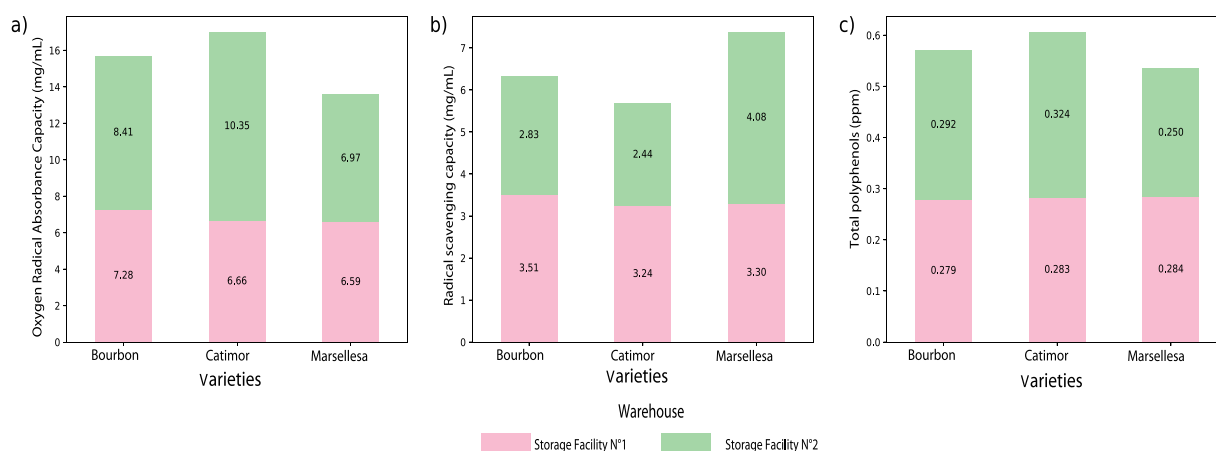 a)
Oxygen Radical Absorbance Capacity (mg/mL)
16
14
12
10
8
6
4
2
0
8.41
10.35
6.97
7.28
6.66
6.59
Bourbon
Catimor
Marsellesa
Varieties
b)
Radical scavenging capacity (mg/mL)
7
6
5
4
3
2
1
0
2.83
2.44
4.08
3.51
3.24
3.30
Bourbon
Catimor
Marsellesa
Varieties
c)
Total polyphenols (ppm)
0.6
0.5
0.4
0.3
0.2
0.1
0.0
0.292
0.324
0.250
0.279
0.283
0.284
Bourbon
Catimor
Marsellesa
Varieties
Warehouse
Storage Facility N°1
Storage Facility N°2